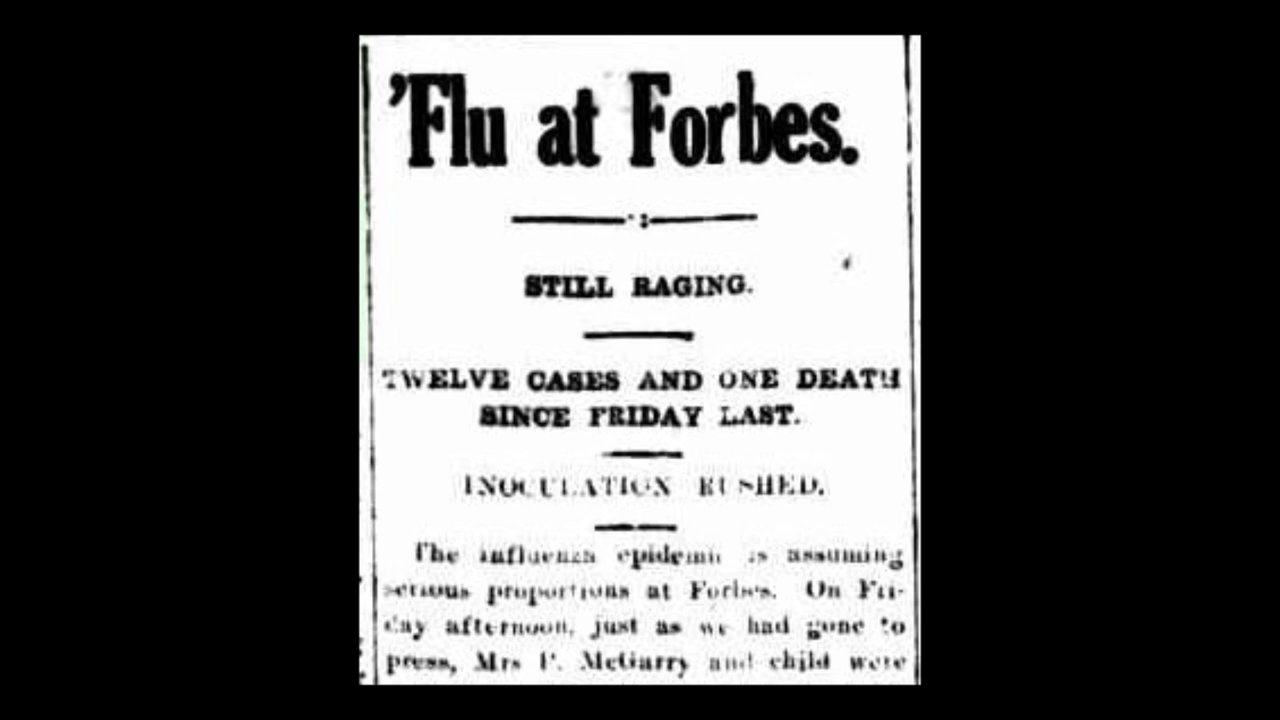 'Flu at Forbes.
STILL RAGING.
TWELVE CASES AND ONE DEATH
SINCE FRIDAY LAST.
INOCULATION RUSHED.
The influenza epidemic is assuming
serious proportions at Forbes. On Fri-
day afternoon, just as we had gone to
press, Mrs P. McGarry and child were